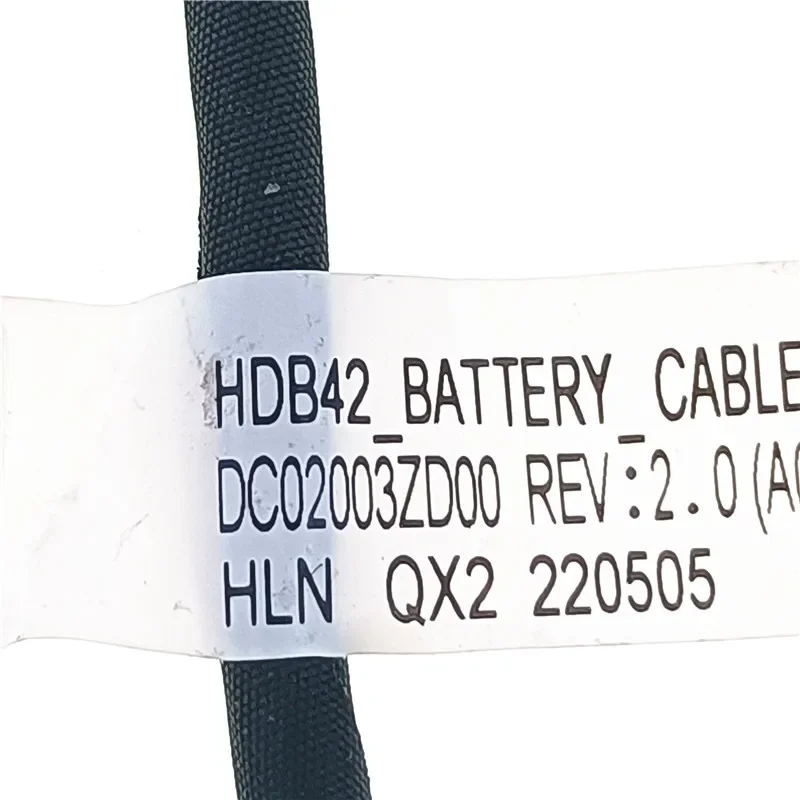 HDB42_BATTERY_CABLE
DC02003ZD00 REV:2.0(A
HLN QX2 220505